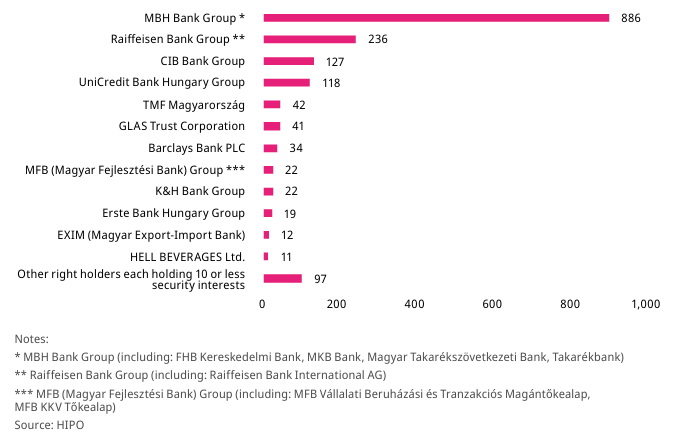 MBH Bank Group * 886
Raiffeisen Bank Group ** 236
CIB Bank Group 127
UniCredit Bank Hungary Group 118
TMF Magyarország 42
GLAS Trust Corporation 41
Barclays Bank PLC 34
MFB (Magyar Fejlesztési Bank) Group *** 22
K&H Bank Group 22
Erste Bank Hungary Group 19
EXIM (Magyar Export-Import Bank) 12
HELL BEVERAGES Ltd. 11
Other right holders each holding 10 or less
security interests 97
0 200 400 600 800 1,000
Notes:
* MBH Bank Group (including: FHB Kereskedelmi Bank, MKB Bank, Magyar Takarékszövetkezeti Bank, Takarékbank)
** Raiffeisen Bank Group (including: Raiffeisen Bank International AG)
*** MFB (Magyar Fejlesztési Bank) Group (including: MFB Vállalati Beruházási és Tranzakciós Magántőkealap,
MFB KKV Tőkealap)
Source: HIPO